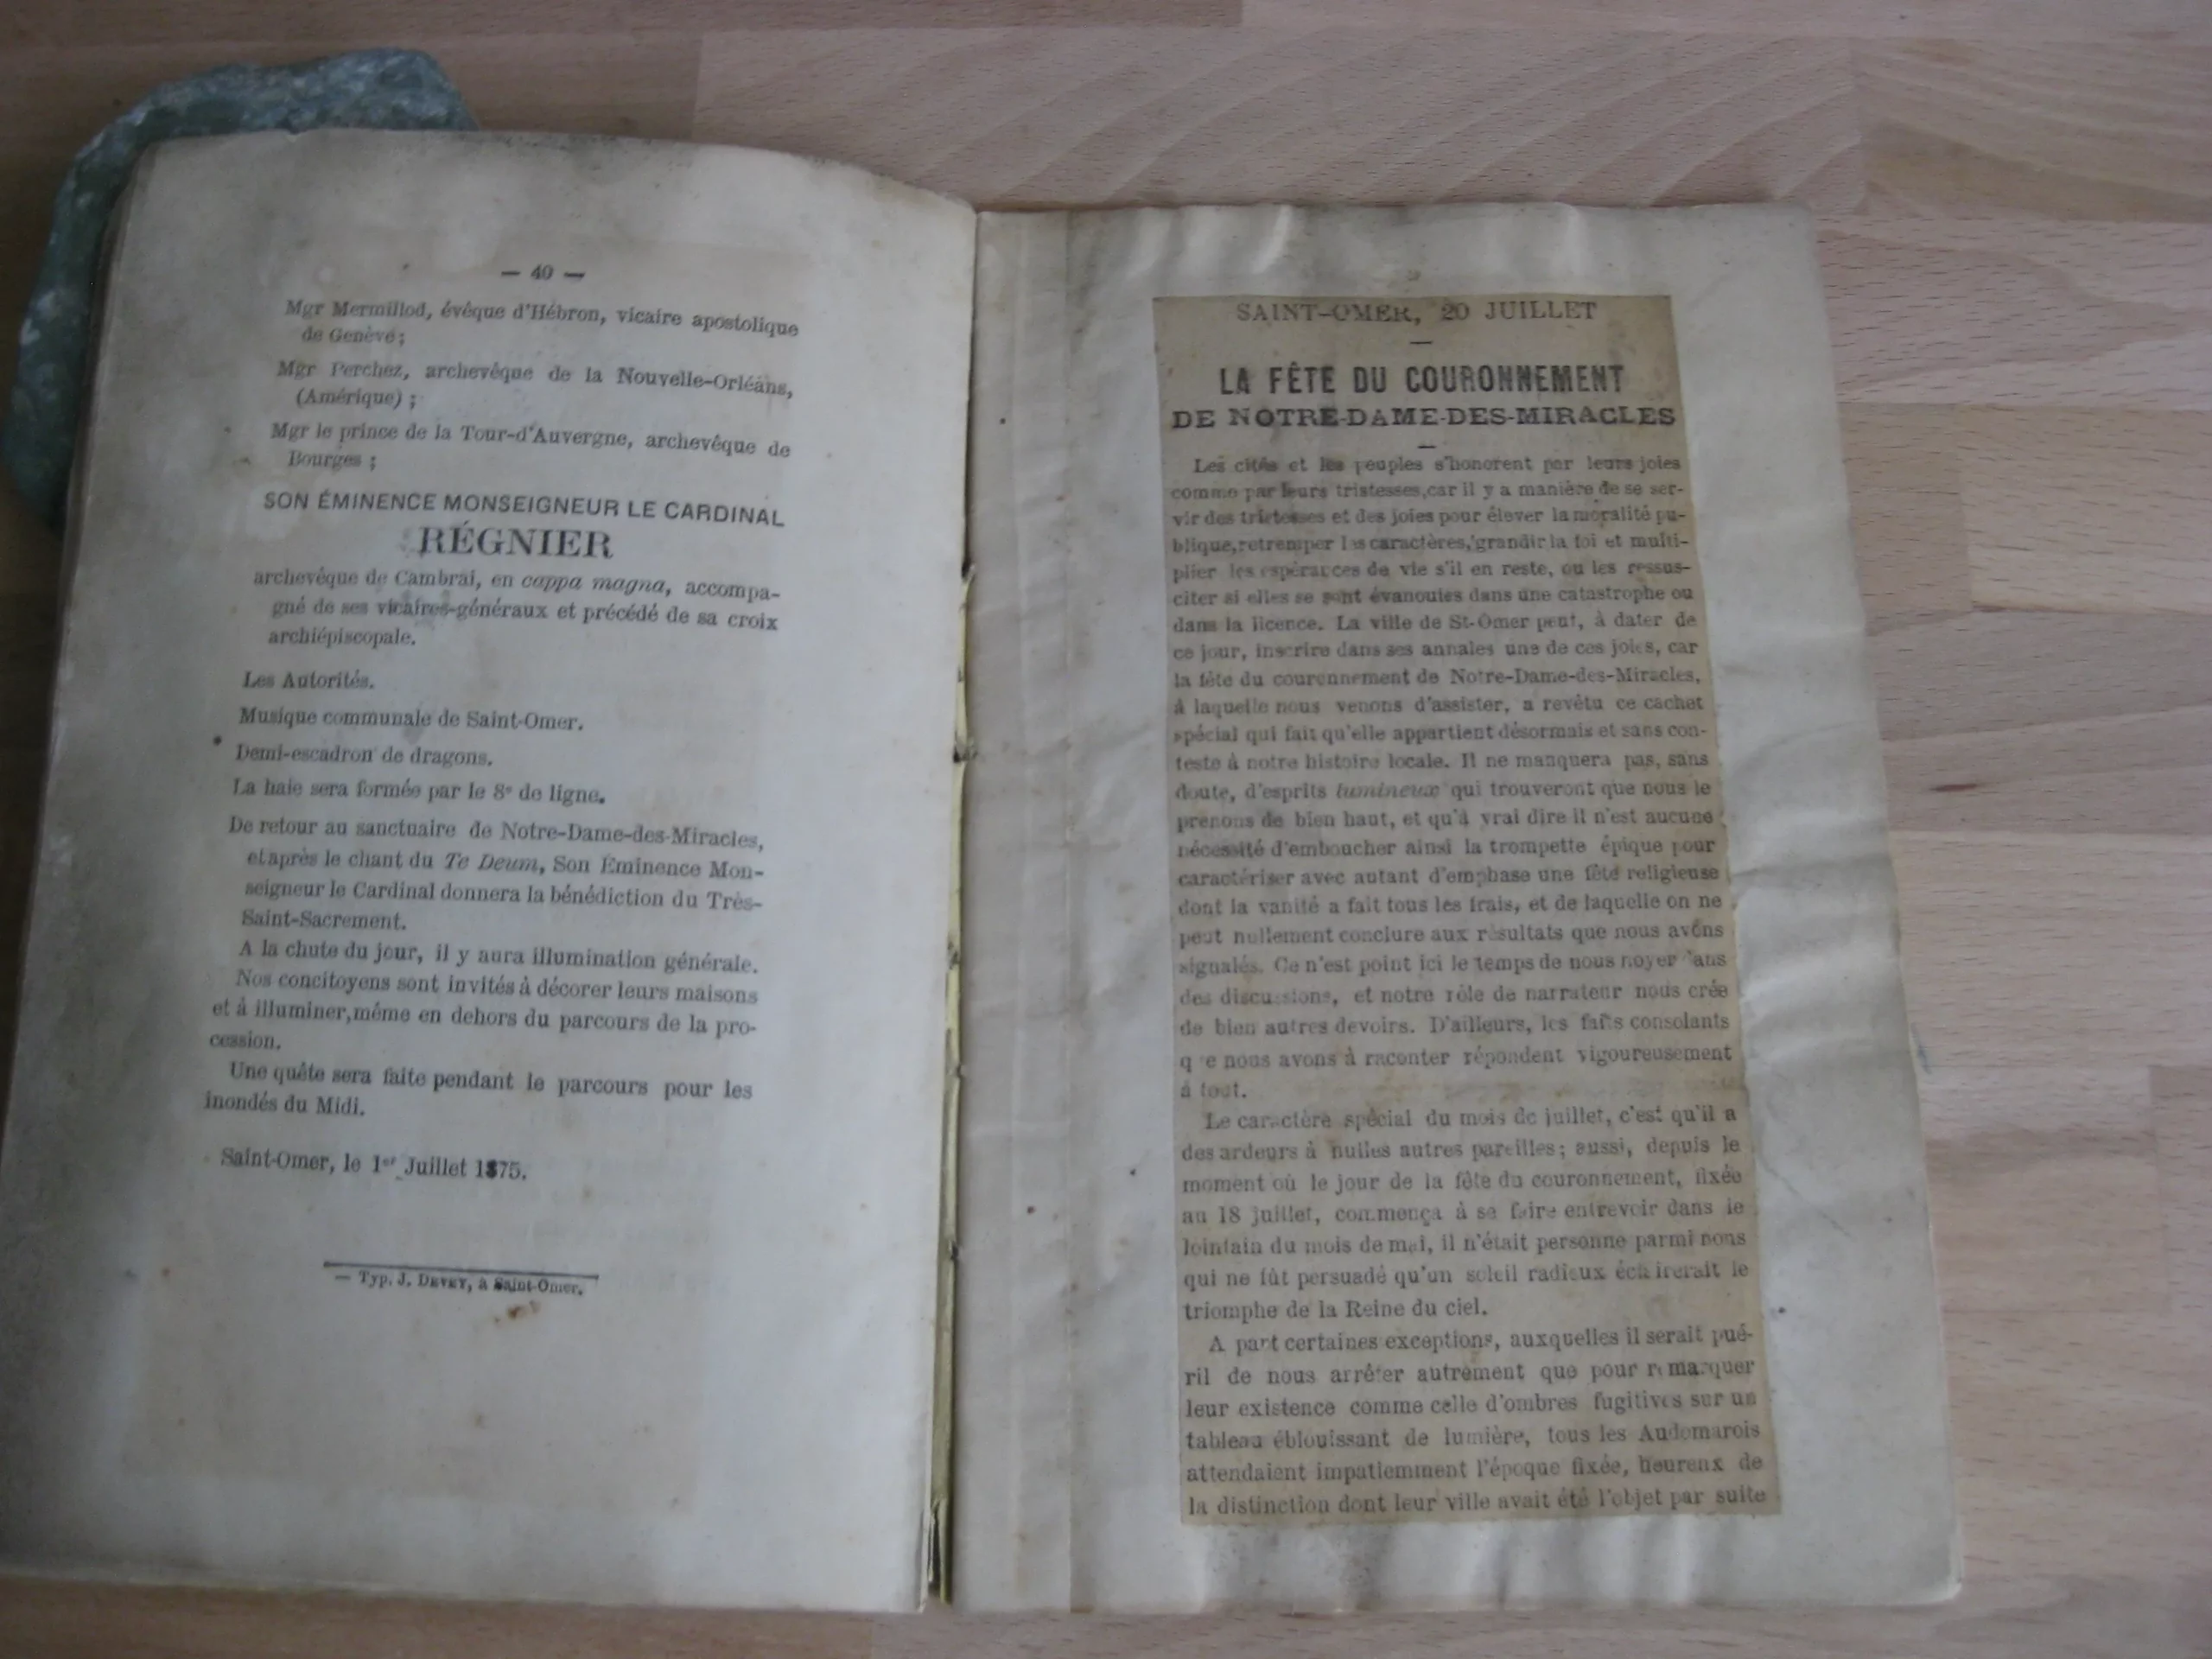 — 40 —
Mgr Mermillod, évêque d'Hébron, vicaire apostolique
de Genève ;
Mgr Perchez, archevêque de la Nouvelle-Orléans,
(Amérique) ;
Mgr le prince de la Tour-d'Auvergne, archevêque de
Bourges ;
SON ÉMINENCE MONSEIGNEUR LE CARDINAL
RÉGNIER
archevêque de Cambrai, en cappa magna, accompa-
gné de ses vicaires-généraux et précédé de sa croix
archiépiscopale.
Les Autorités.
Musique communale de Saint-Omer.
Demi-escadron de dragons.
La haie sera formée par le 8e de ligne.
De retour au sanctuaire de Notre-Dame-des-Miracles,
et après le chant du Te Deum, Son Eminence Mon-
seigneur le Cardinal donnera la bénédiction du Très-
Saint-Sacrement.
A la chute du jour, il y aura illumination générale.
Nos concitoyens sont invités à décorer leurs maisons
et à illuminer, même en dehors du parcours de la pro-
cession.
Une quête sera faite pendant le parcours pour les
inondés du Midi.
Saint-Omer, le 1er Juillet 1875.
— Typ. J. DEVEY, à Saint-Omer.
SAINT-OMER, 20 JUILLET
LA FÊTE DU COURONNEMENT
DE NOTRE-DAME-DES-MIRACLES
Les cités et les peuples s'honorent par leurs joies
comme par leurs tristesses, car il y a manière de se ser-
vir des tristesses et des joies pour élever la moralité pu-
blique, retremper les caractères, grandir la foi et multi-
plier les espérances de vie s'il en reste, ou les ressus-
citer si elles se sont évanouies dans une catastrophe ou
dans la licence. La ville de St-Omer peut, à dater de
ce jour, inscrire dans ses annales une de ces joies, car
la fête du couronnement de Notre-Dame-des-Miracles,
à laquelle nous venons d'assister, a revêtu ce cachet
spécial qui fait qu'elle appartient désormais et sans con-
teste à notre histoire locale. Il ne manquera pas, sans
doute, d'esprits lumineux qui trouveront que nous le
prenons de bien haut, et qu'à vrai dire il n'est aucune
nécessité d'emboucher ainsi la trompette épique pour
caractériser avec autant d'emphase une fête religieuse
dont la vanité a fait tous les frais, et de laquelle on ne
peut nullement conclure aux résultats que nous avons
signalés. Ce n'est point ici le temps de nous noyer dans
des discussions, et notre rôle de narrateur nous crée
de bien autres devoirs. D'ailleurs, les faits consolants
que nous avons à raconter répondent vigoureusement
à tout.
Le caractère spécial du mois de juillet, c'est qu'il a
des ardeurs à nulles autres pareilles ; aussi, depuis le
moment où le jour de la fête du couronnement, fixée
au 18 juillet, commença à se faire entrevoir dans le
lointain du mois de mai, il n'était personne parmi nous
qui ne fût persuadé qu'un soleil radieux éclairerait le
triomphe de la Reine du ciel.
A part certaines exceptions, auxquelles il serait pué-
ril de nous arrêter autrement que pour remarquer
leur existence comme celle d'ombres fugitives sur un
tableau éblouissant de lumière, tous les Audomarois
attendaient impatiemment l'époque fixée, heureux de
la distinction dont leur ville avait été l'objet par suite